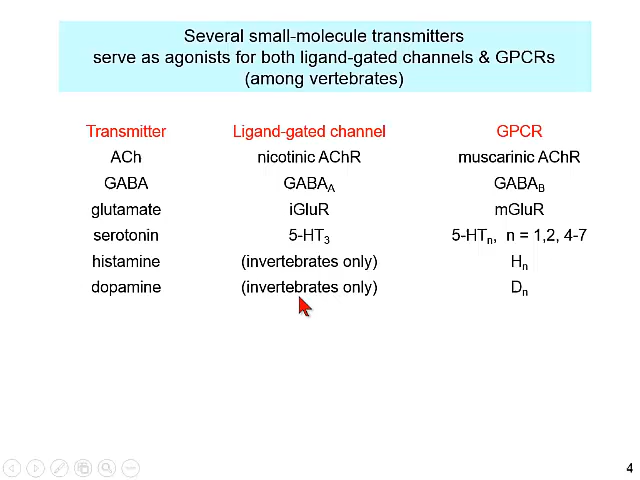 Several small-molecule transmitters
serve as agonists for both ligand-gated channels & GPCRs
(among vertebrates)
Transmitter Ligand-gated channel GPCR
ACh nicotinic AChR muscarinic AChR
GABA GABAA GABAB
glutamate iGluR mGluR
serotonin 5-HT3 5-HTn, n = 1,2, 4-7
histamine (invertebrates only) Hn
dopamine (invertebrates only) Dn
4